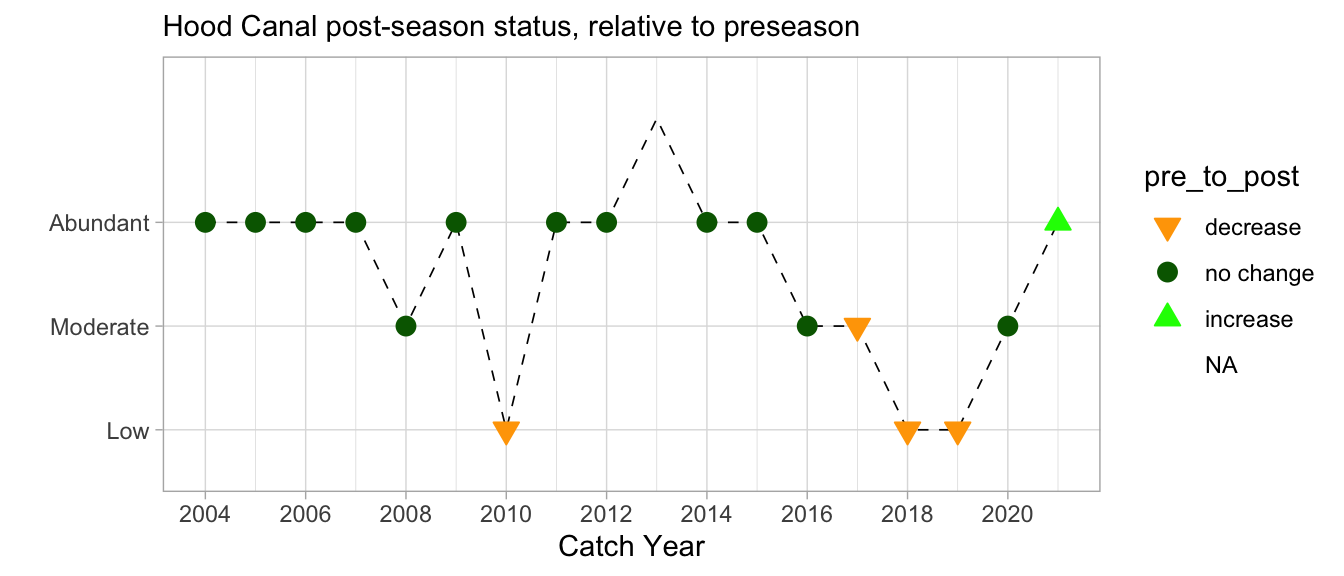 Hood Canal post-season status, relative to preseason
Abundant
Moderate
Low
2004 2006 2008 2010 2012 2014 2016 2018 2020
Catch Year
pre_to_post
decrease
no change
increase
NA